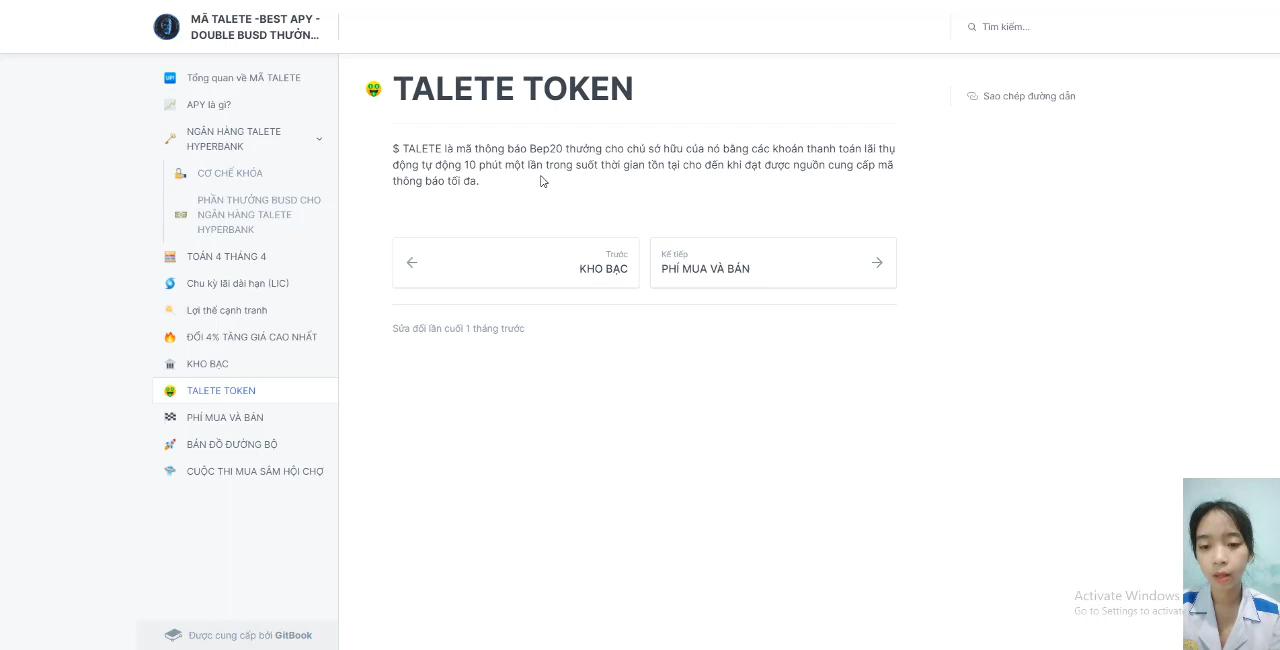 MÃ TALETE -BEST APY -
DOUBLE BUSD THƯỞN...
Tìm kiếm...
Tổng quan về MÃ TALETE
APY là gì?
NGÂN HÀNG TALETE
HYPERBANK
CƠ CHẾ KHÓA
PHẦN THƯỞNG BUSD CHO
NGÂN HÀNG TALETE
HYPERBANK
TOÁN 4 THÁNG 4
Chu kỳ lãi dài hạn (LIC)
Lợi thế cạnh tranh
ĐỔI 4% TĂNG GIÁ CAO NHẤT
KHO BẠC
TALETE TOKEN
PHÍ MUA VÀ BÁN
BẢN ĐỒ ĐƯỜNG BỘ
CUỘC THI MUA SẮM HỘI CHỢ
Được cung cấp bởi GitBook
TALETE TOKEN
$ TALETE là mã thông báo Bep20 thưởng cho chủ sở hữu của nó bằng các khoản thanh toán lãi thụ
động tự động 10 phút một lần trong suốt thời gian tồn tại cho đến khi đạt được nguồn cung cấp mã
thông báo tối đa.
Trước
KHO BẠC
Kế tiếp
PHÍ MUA VÀ BÁN
Sửa đổi lần cuối 1 tháng trước
Sao chép đường dẫn
Activate Windows
Go to Settings to activate